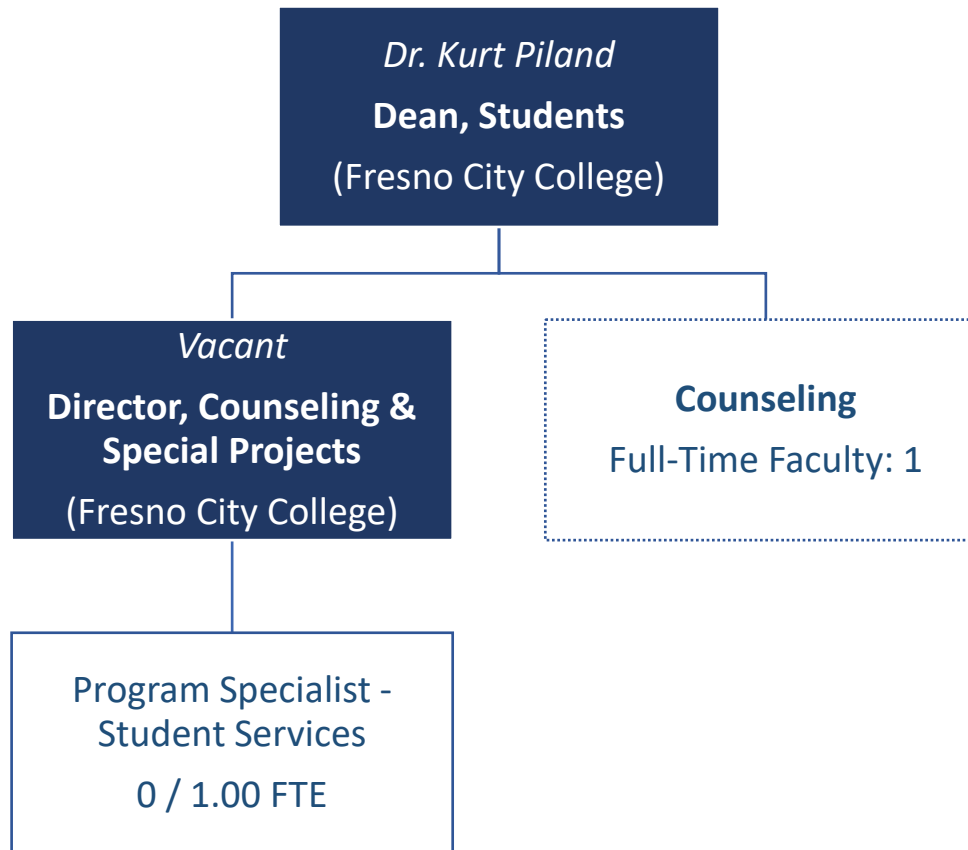 Dr. Kurt Piland
Dean, Students
(Fresno City College)
Vacant
Director, Counseling &
Special Projects
(Fresno City College)
Counseling
Full-Time Faculty: 1
Program Specialist -
Student Services
0 / 1.00 FTE